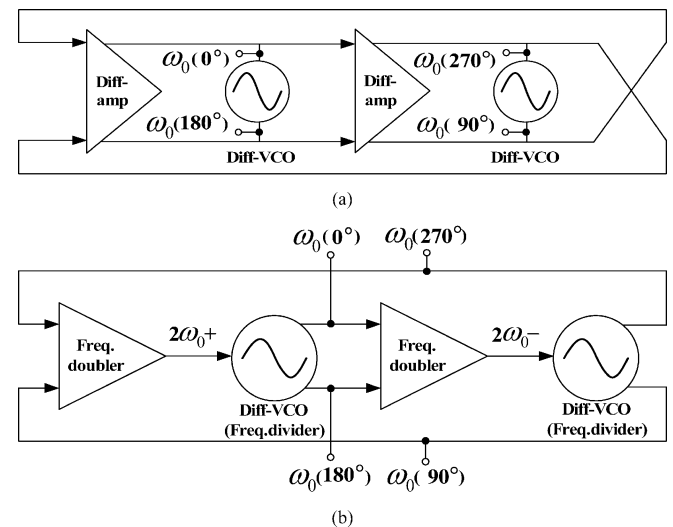 Diff-amp
ω₀(0°)
ω₀(180°)
Diff-VCO
Diff-amp
ω₀(270°)
ω₀( 90°)
Diff-VCO
(a)
ω₀(0°)
ω₀(270°)
Freq. doubler
2ω₀+
Diff-VCO
(Freq.divider)
Freq. doubler
2ω₀−
Diff-VCO
(Freq.divider)
ω₀(180°)
ω₀( 90°)
(b)